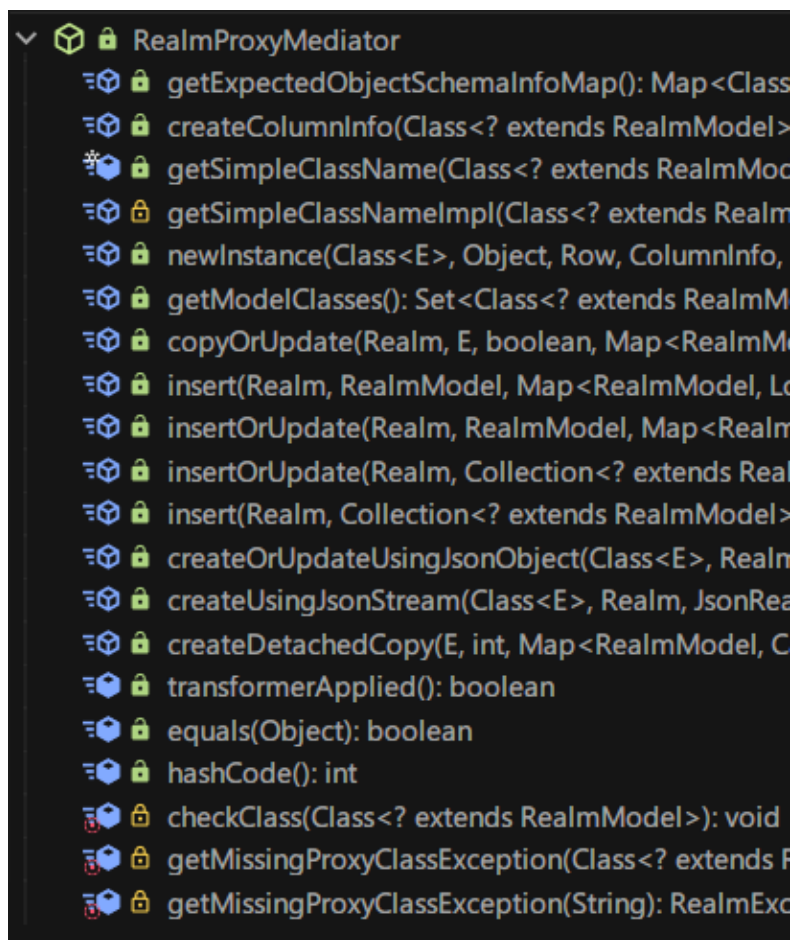 RealmProxyMediator
getExpectedObjectSchemaInfoMap(): Map<Class
createColumnInfo(Class<? extends RealmModel>
getSimpleClassName(Class<? extends RealmMod
getSimpleClassNameImpl(Class<? extends Realm
newInstance(Class<E>, Object, Row, ColumnInfo,
getModelClasses(): Set<Class<? extends RealmM
copyOrUpdate(Realm, E, boolean, Map<RealmMo
insert(Realm, RealmModel, Map<RealmModel, Lo
insertOrUpdate(Realm, RealmModel, Map<Realm
insertOrUpdate(Realm, Collection<? extends Real
insert(Realm, Collection<? extends RealmModel>
createOrUpdateUsingJsonObject(Class<E>, Realm
createUsingJsonStream(Class<E>, Realm, JsonRea
createDetachedCopy(E, int, Map<RealmModel, C
transformerApplied(): boolean
equals(Object): boolean
hashCode(): int
checkClass(Class<? extends RealmModel>): void
getMissingProxyClassException(Class<? extends R
getMissingProxyClassException(String): RealmExc